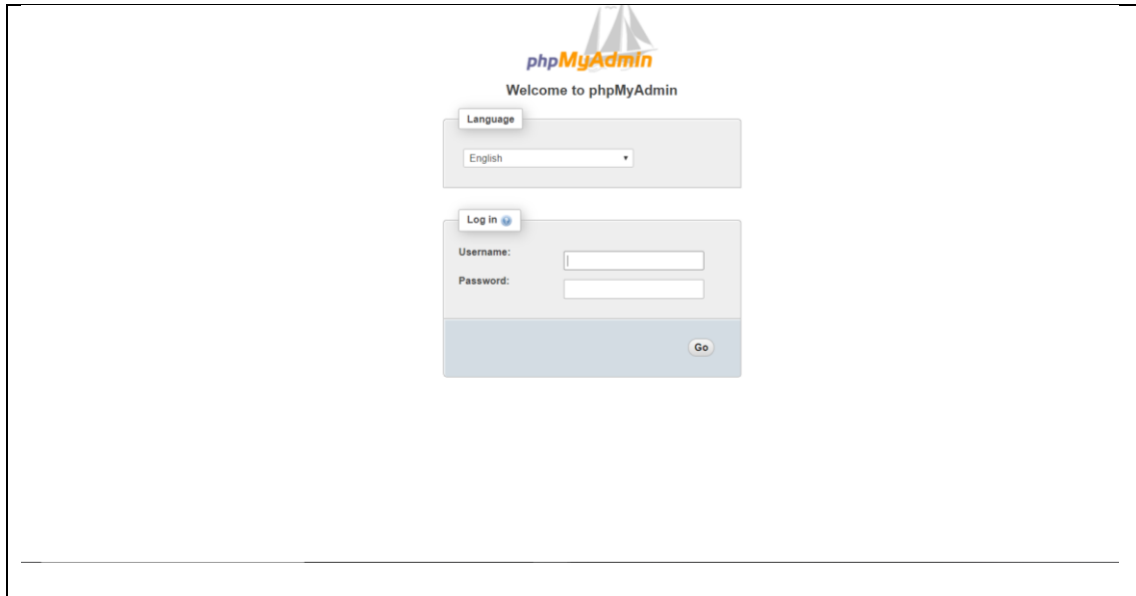 phpMyAdmin
Welcome to phpMyAdmin
Language
English
Log in
Username:
Password:
Go